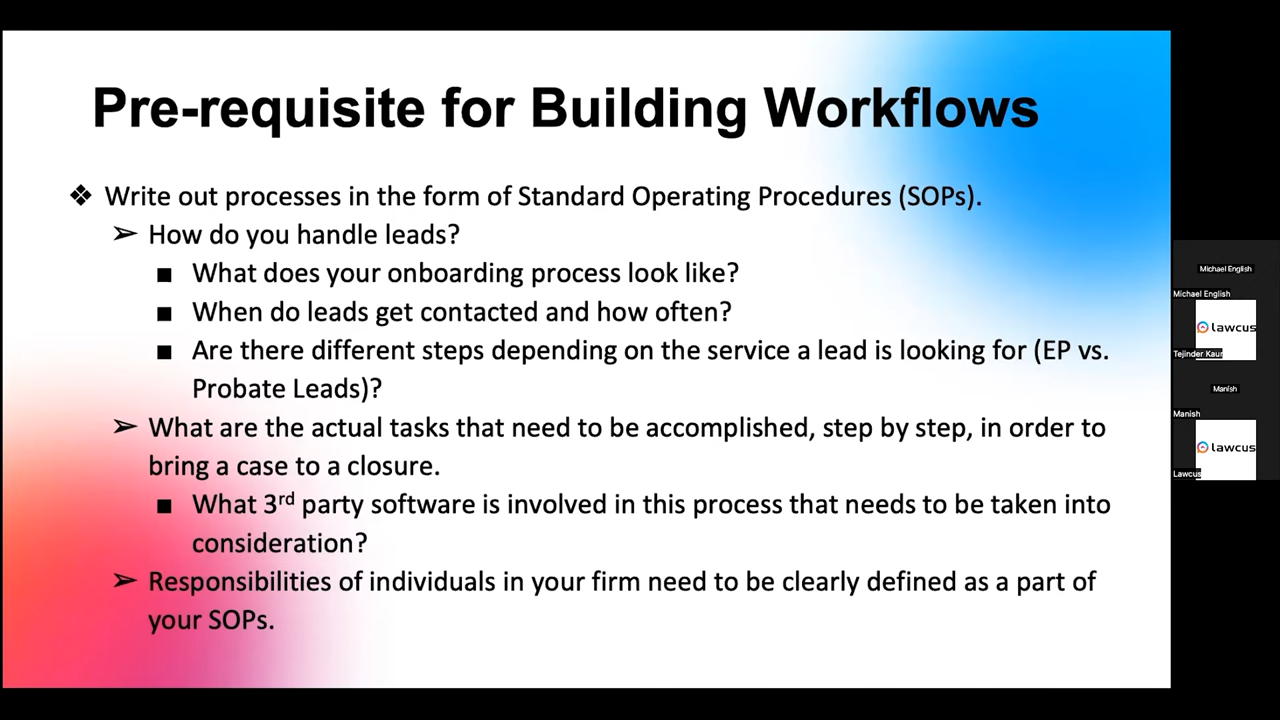 Pre-requisite for Building Workflows
❖ Write out processes in the form of Standard Operating Procedures (SOPs).
➢ How do you handle leads?
▪ What does your onboarding process look like?
▪ When do leads get contacted and how often?
▪ Are there different steps depending on the service a lead is looking for (EP vs.
Probate Leads)?
➢ What are the actual tasks that need to be accomplished, step by step, in order to
bring a case to a closure.
▪ What 3rd party software is involved in this process that needs to be taken into
consideration?
➢ Responsibilities of individuals in your firm need to be clearly defined as a part of
your SOPs.
Michael English
Michael English
lawcus
Tejinder Kaur
Manish
Manish
lawcus
Lawcus